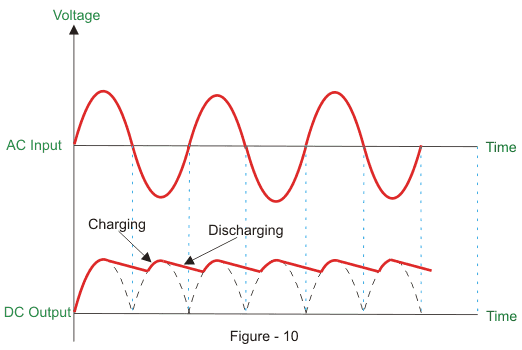 Voltage
AC Input
Time
Charging
Discharging
DC Output
Time
Figure - 10